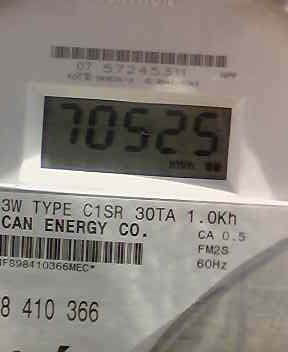 07 57245311
70525
3W TYPE C1SR 30TA 1.0Kh
CAN ENERGY CO.
CA 0.5
FM2S
60Hz
8 410 366